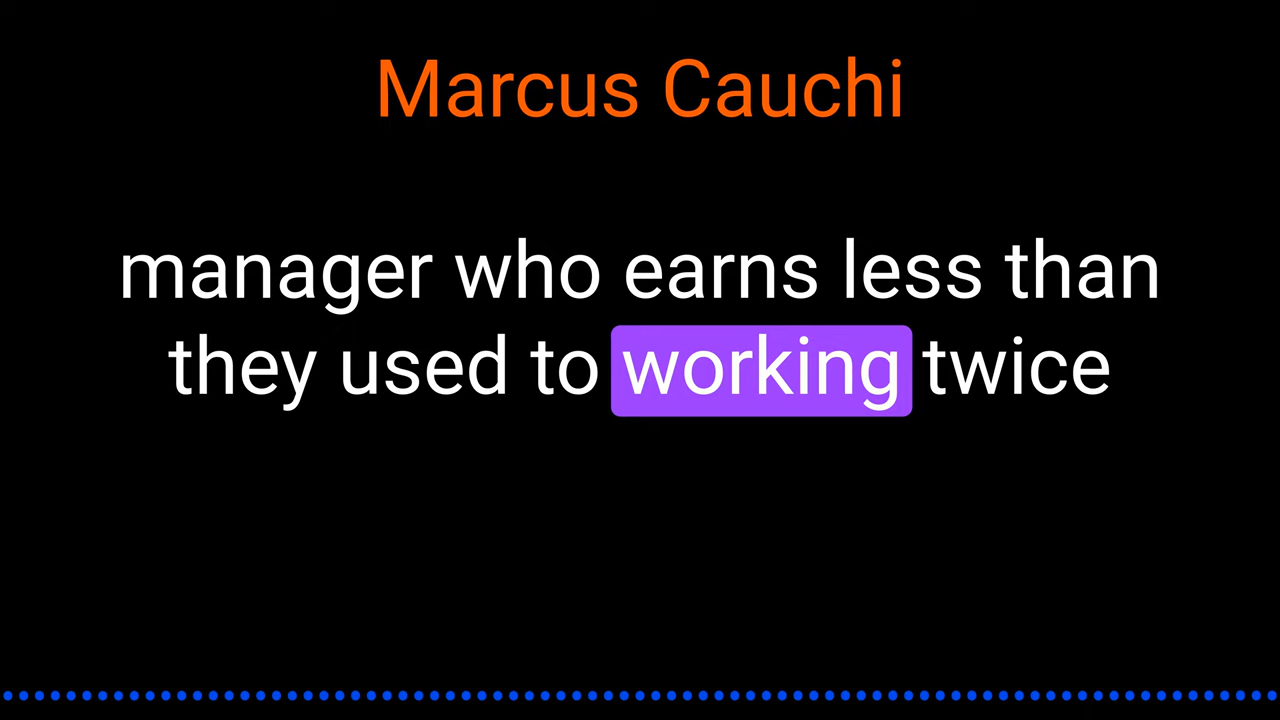 Marcus Cauchi
manager who earns less than
they used to working twice